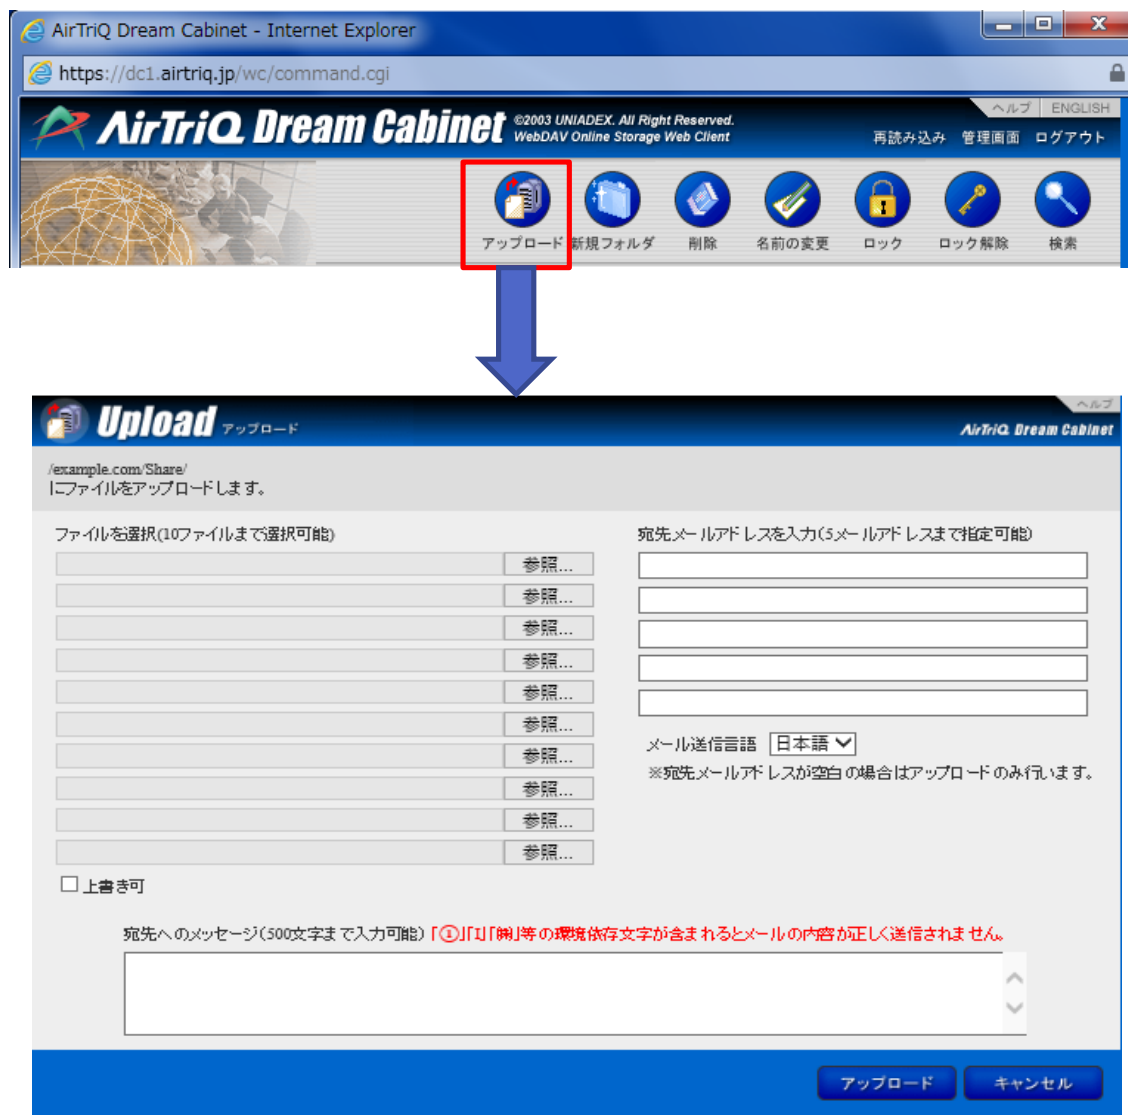 AirTriQ Dream Cabinet - Internet Explorer
https://dc1.airtriq.jp/wc/command.cgi
ヘルプ ENGLISH
AirTriQ Dream Cabinet
©2003 UNIADEX. All Right Reserved.
WebDAV Online Storage Web Client
再読み込み 管理画面 ログアウト
アップロード 新規フォルダ 削除 名前の変更 ロック ロック解除 検索
ヘルプ
Upload アップロード
AirTriQ Dream Cabinet
/example.com/Share/
にファイルをアップロードします。
ファイルを選択(10ファイルまで選択可能)
参照...
参照...
参照...
参照...
参照...
参照...
参照...
参照...
参照...
参照...
上書き可
宛先メールアドレスを入力(5メールアドレスまで指定可能)
メール送信言語 日本語
※宛先メールアドレスが空白の場合はアップロードのみ行います。
宛先へのメッセージ(500文字まで入力可能)「①」「Ⅰ」「㈱」等の環境依存文字が含まれるとメールの内容が正しく送信されません。
アップロード キャンセル